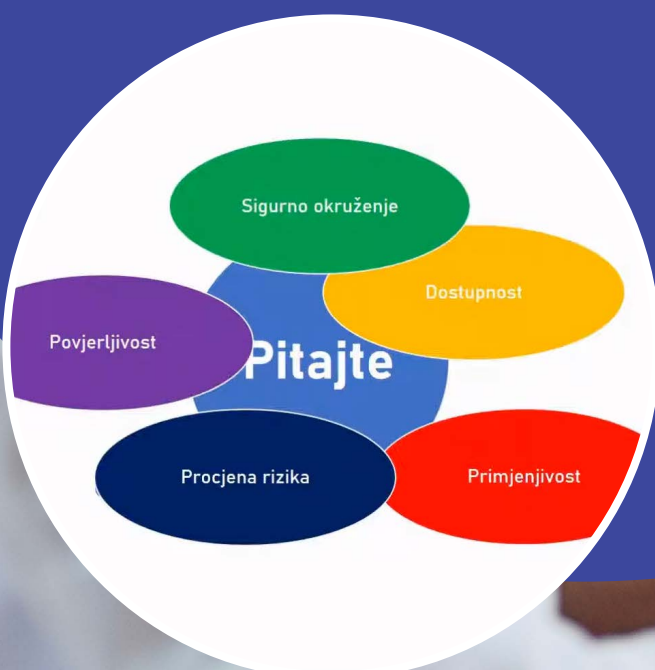 Sigurno okruženje
Dostupnost
Povjerljivost
Pitajte
Procjena rizika
Primjenjivost